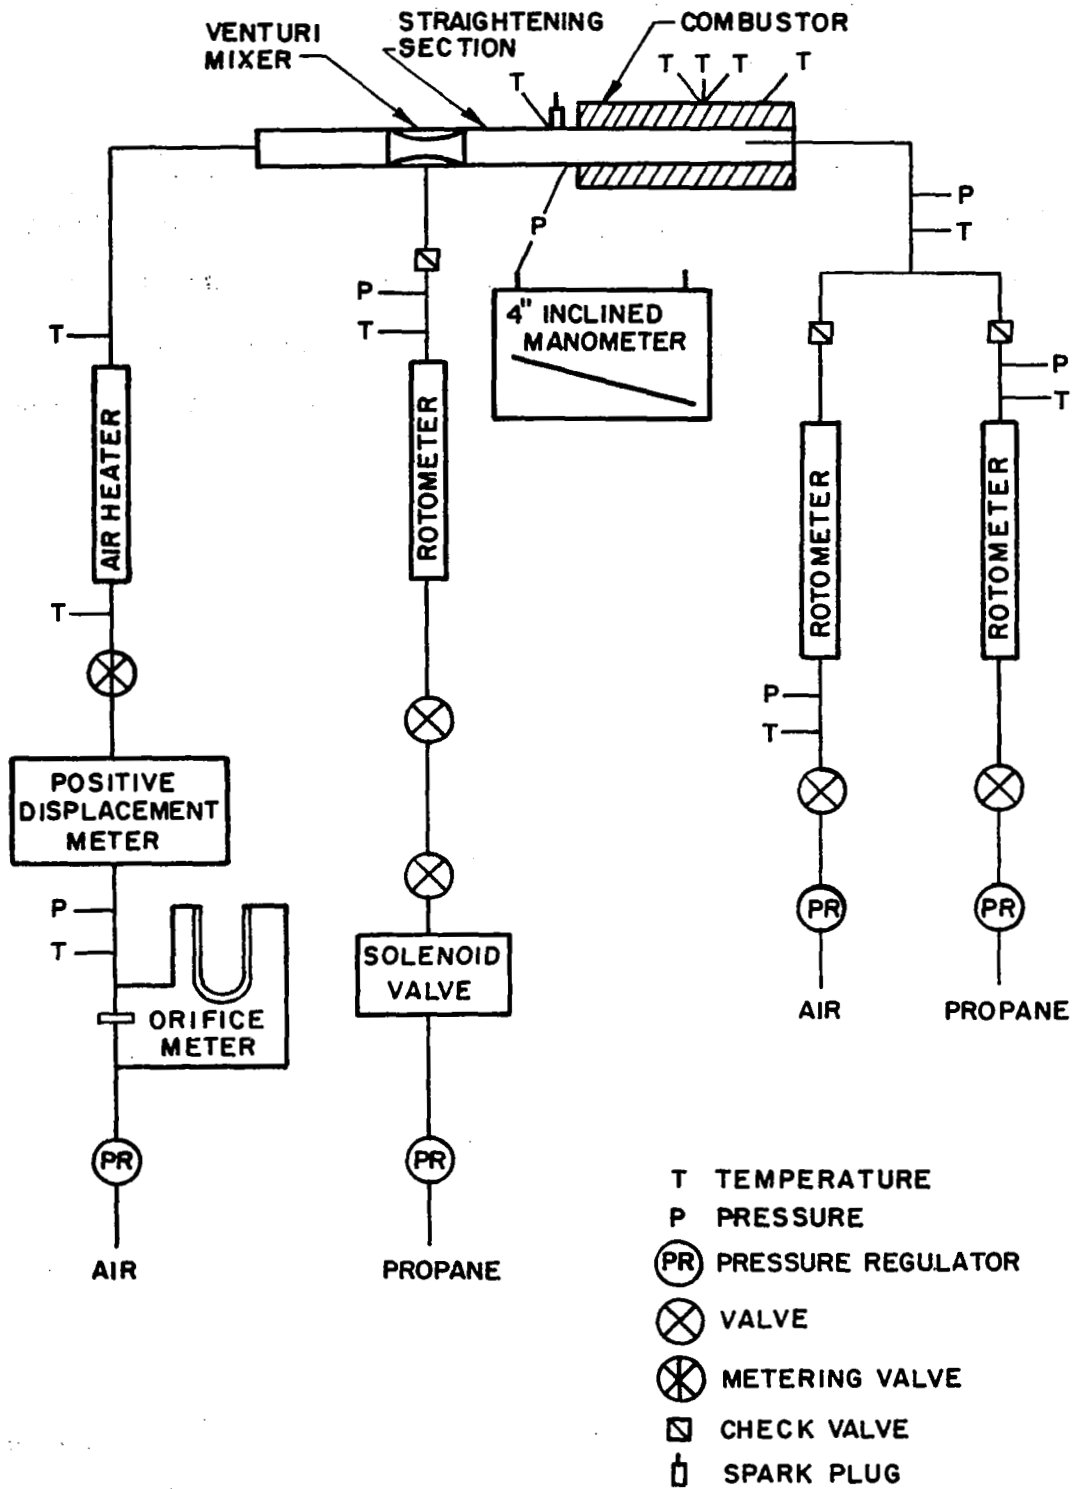 VENTURI
MIXER
STRAIGHTENING
SECTION
COMBUSTOR
T
T
T
T
T
P
T
P
P
T
T
4" INCLINED
MANOMETER
P
T
AIR HEATER
ROTOMETER
ROTOMETER
ROTOMETER
T
P
T
POSITIVE
DISPLACEMENT
METER
P
T
ORIFICE
METER
SOLENOID
VALVE
PR
PR
AIR
PROPANE
PR
PR
AIR
PROPANE
T TEMPERATURE
P PRESSURE
PR PRESSURE REGULATOR
VALVE
METERING VALVE
CHECK VALVE
SPARK PLUG